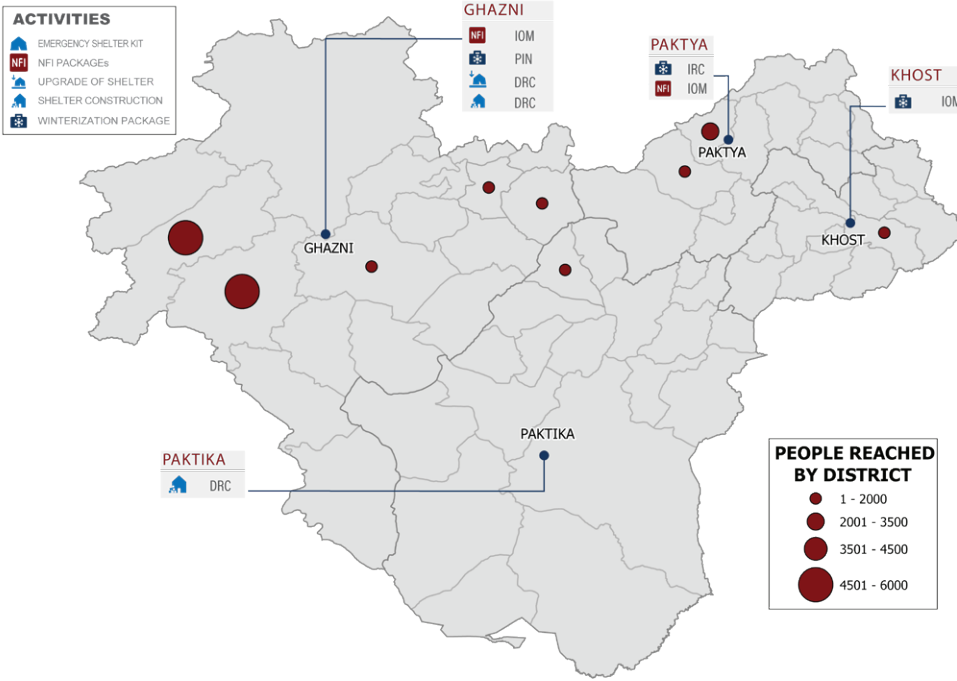 ACTIVITIES
EMERGENCY SHELTER KIT
NFI NFI PACKAGEs
UPGRADE OF SHELTER
SHELTER CONSTRUCTION
WINTERIZATION PACKAGE
GHAZNI
NFI IOM
PIN
DRC
DRC
PAKTYA
IRC
NFI IOM
KHOST
IOM
PAKTYA
KHOST
GHAZNI
PAKTIKA
PAKTIKA
DRC
PEOPLE REACHED
BY DISTRICT
1 - 2000
2001 - 3500
3501 - 4500
4501 - 6000